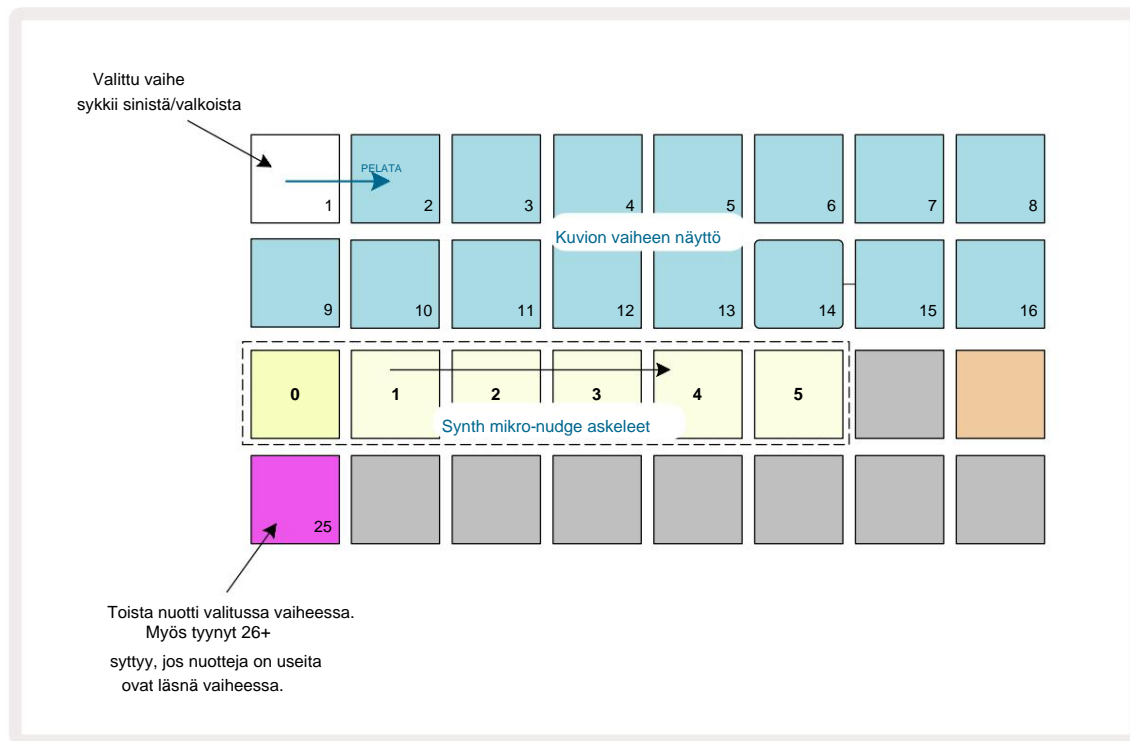 Valittu vaihe
sykkii sinistä/valkoista
PELATA
1 2 3 4 5 6 7 8
Kuvion vaiheen näyttö
9 10 11 12 13 14 15 16
0 1 2 3 4 5
Synth mikro-nudge askeleet
25
Toista nuotti valitussa vaiheessa.
Myös tyynyt 26+
syttyy, jos nuotteja on useita
ovat läsnä vaiheessa.